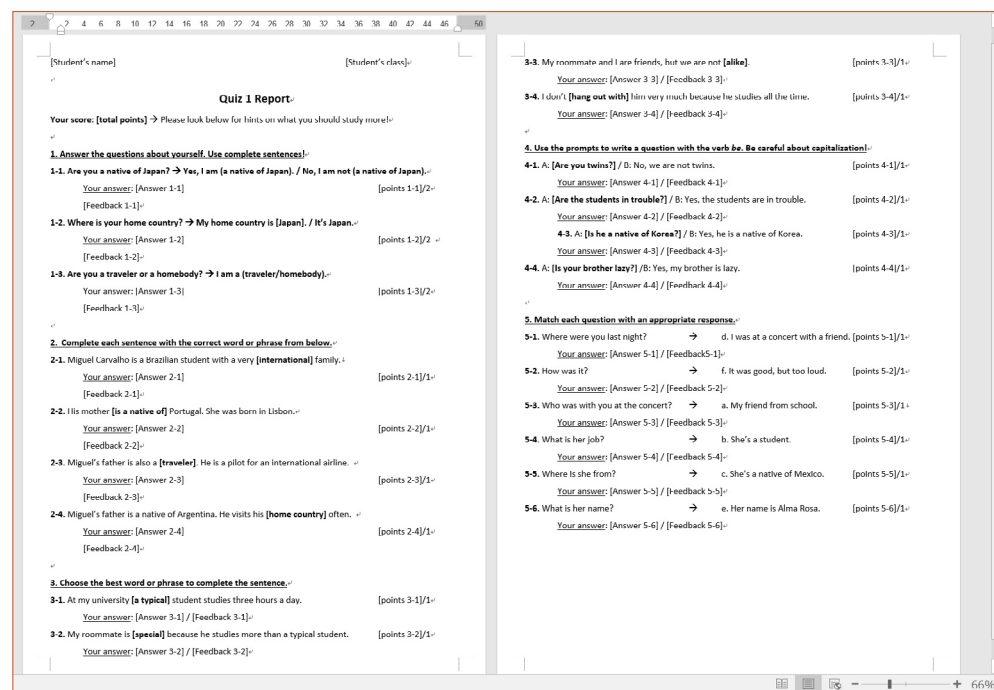 2 2 4 6 8 10 12 14 16 18 20 22 24 26 28 30 32 34 36 38 40 42 44 46 50
[Student's name] [Student's class]
Quiz 1 Report
Your score: [total points] → Please look below for hints on what you should study more!
1. Answer the questions about yourself. Use complete sentences!
1-1. Are you a native of Japan? → Yes, I am (a native of Japan). / No, I am not (a native of Japan).
Your answer: [Answer 1-1] [points 1-1]/2
[Feedback 1-1]
1-2. Where is your home country? → My home country is [Japan]. / It's Japan.
Your answer: [Answer 1-2] [points 1-2]/2
[Feedback 1-2]
1-3. Are you a traveler or a homebody? → I am a (traveler/homebody).
Your answer: [Answer 1-3] [points 1-3]/2
[Feedback 1-3]
2. Complete each sentence with the correct word or phrase from below.
2-1. Miguel Carvalho is a Brazilian student with a very [international] family.
Your answer: [Answer 2-1] [points 2-1]/1
[Feedback 2-1]
2-2. His mother [is a native of] Portugal. She was born in Lisbon.
Your answer: [Answer 2-2] [points 2-2]/1
[Feedback 2-2]
2-3. Miguel's father is also a [traveler]. He is a pilot for an international airline.
Your answer: [Answer 2-3] [points 2-3]/1
[Feedback 2-3]
2-4. Miguel's father is a native of Argentina. He visits his [home country] often.
Your answer: [Answer 2-4] [points 2-4]/1
[Feedback 2-4]
3. Choose the best word or phrase to complete the sentence.
3-1. At my university [a typical] student studies three hours a day. [points 3-1]/1
Your answer: [Answer 3-1] / [Feedback 3-1]
3-2. My roommate is [special] because he studies more than a typical student. [points 3-2]/1
Your answer: [Answer 3-2] / [Feedback 3-2]
3-3. My roommate and I are friends, but we are not [alike]. [points 3-3]/1
Your answer: [Answer 3-3] / [Feedback 3-3]
3-4. I don't [hang out with] him very much because he studies all the time. [points 3-4]/1
Your answer: [Answer 3-4] / [Feedback 3-4]
4. Use the prompts to write a question with the verb be. Be careful about capitalization!
4-1. A: [Are you twins?] / B: No, we are not twins. [points 4-1]/1
Your answer: [Answer 4-1] / [Feedback 4-1]
4-2. A: [Are the students in trouble?] / B: Yes, the students are in trouble. [points 4-2]/1
Your answer: [Answer 4-2] / [Feedback 4-2]
4-3. A: [Is he a native of Korea?] / B: Yes, he is a native of Korea. [points 4-3]/1
Your answer: [Answer 4-3] / [Feedback 4-3]
4-4. A: [Is your brother lazy?] /B: Yes, my brother is lazy. [points 4-4]/1
Your answer: [Answer 4-4] / [Feedback 4-4]
5. Match each question with an appropriate response.
5-1. Where were you last night? → d. I was at a concert with a friend. [points 5-1]/1
Your answer: [Answer 5-1] / [Feedback5-1]
5-2. How was it? → f. It was good, but too loud. [points 5-2]/1
Your answer: [Answer 5-2] / [Feedback 5-2]
5-3. Who was with you at the concert? → a. My friend from school. [points 5-3]/1
Your answer: [Answer 5-3] / [Feedback 5-3]
5-4. What is her job? → b. She's a student. [points 5-4]/1
Your answer: [Answer 5-4] / [Feedback 5-4]
5-5. Where Is she from? → c. She's a native of Mexico. [points 5-5]/1
Your answer: [Answer 5-5] / [Feedback 5-5]
5-6. What is her name? → e. Her name is Alma Rosa. [points 5-6]/1
Your answer: [Answer 5-6] / [Feedback 5-6]
66%